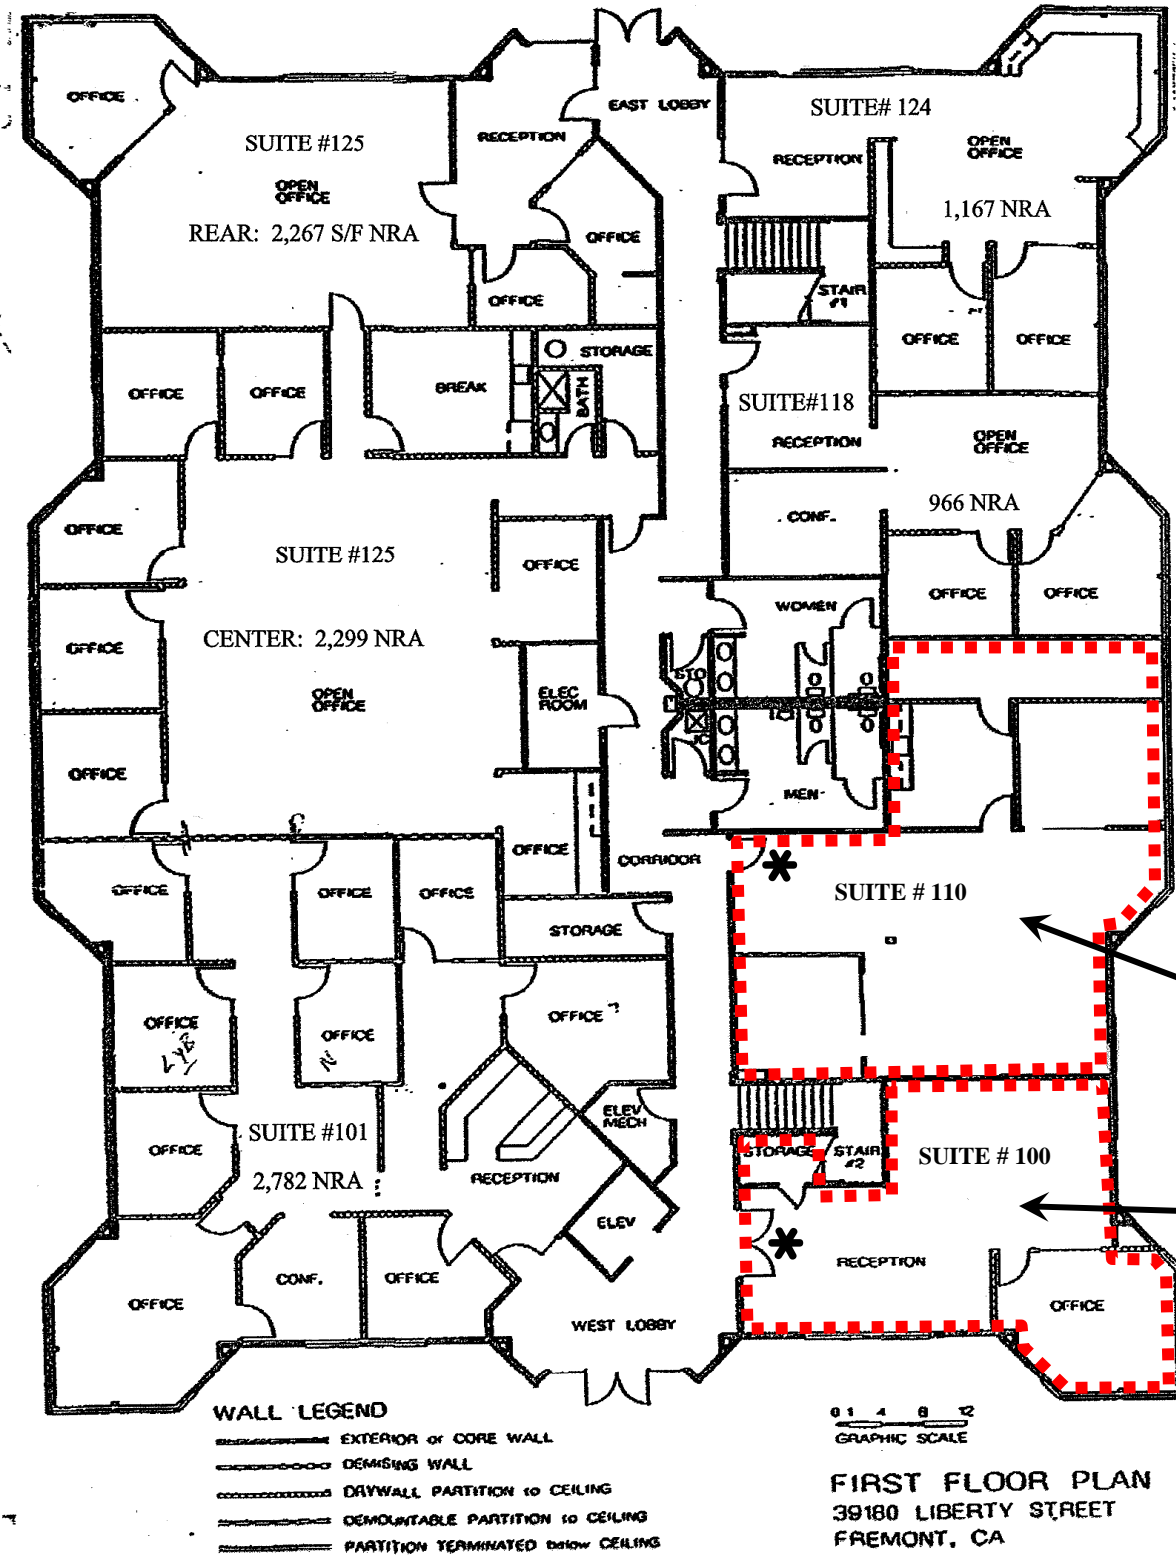 EAST LOBBY
SUITE# 124
OFFICE
SUITE #125
RECEPTION
RECEPTION
OPEN
OFFICE
OPEN
OFFICE
1,167 NRA
REAR: 2,267 S/F NRA
OFFICE
OFFICE
STAIR
#1
OFFICE
OFFICE
STORAGE
OFFICE
OFFICE
BREAK
BATH
SUITE#118
RECEPTION
OPEN
OFFICE
966 NRA
CONF.
OFFICE
SUITE #125
OFFICE
OFFICE
OFFICE
WOMEN
CENTER: 2,299 NRA
OFFICE
STO
OPEN
OFFICE
ELEC
ROOM
OFFICE
MEN
OFFICE
CORRIDOR
OFFICE
OFFICE
OFFICE
SUITE # 110
STORAGE
OFFICE
OFFICE
OFFICE
ELEV
MECH
SUITE #101
OFFICE
STORAGE
STAIR
#2
SUITE # 100
2,782 NRA
RECEPTION
ELEV
RECEPTION
CONF.
OFFICE
OFFICE
OFFICE
WEST LOBBY
WALL LEGEND
EXTERIOR or CORE WALL
DEMISING WALL
DRYWALL PARTITION to CEILING
DEMOUNTABLE PARTITION to CEILING
PARTITION TERMINATED below CEILING
0 1 4 8 12
GRAPHIC SCALE
FIRST FLOOR PLAN
39180 LIBERTY STREET
FREMONT, CA